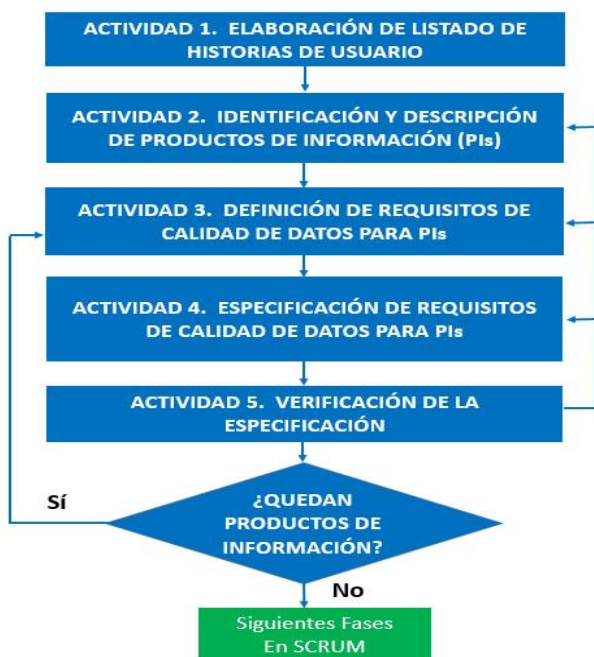 ACTIVIDAD 1. ELABORACIÓN DE LISTADO DE
HISTORIAS DE USUARIO
ACTIVIDAD 2. IDENTIFICACIÓN Y DESCRIPCIÓN
DE PRODUCTOS DE INFORMACIÓN (PIs)
ACTIVIDAD 3. DEFINICIÓN DE REQUISITOS DE
CALIDAD DE DATOS PARA PIs
ACTIVIDAD 4. ESPECIFICACIÓN DE REQUISITOS
DE CALIDAD DE DATOS PARA PIs
ACTIVIDAD 5. VERIFICACIÓN DE LA
ESPECIFICACIÓN
Sí
¿QUEDAN
PRODUCTOS DE
INFORMACIÓN?
No
Siguientes Fases
En SCRUM